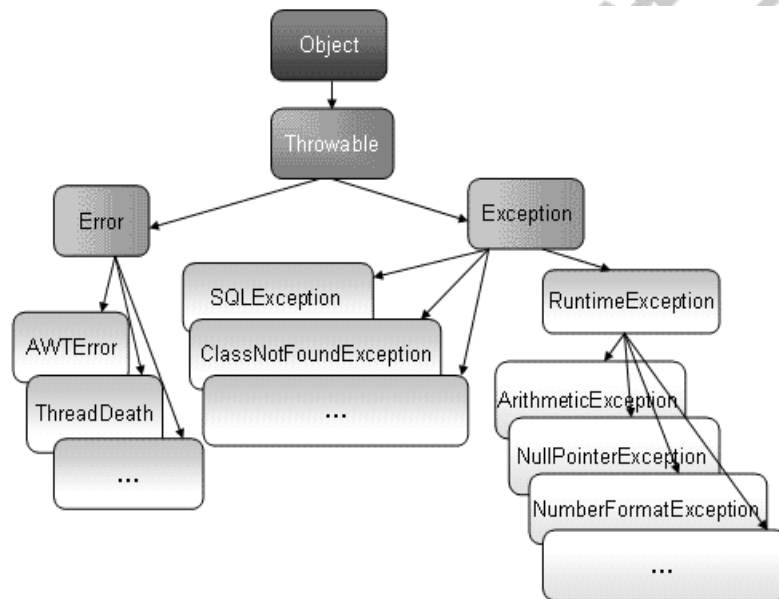 Object
Throwable
Error
Exception
SQLException
RuntimeException
AWTError
ClassNotFoundException
ThreadDeath
...
ArithmeticException
...
NullPointerException
NumberFormatException
...